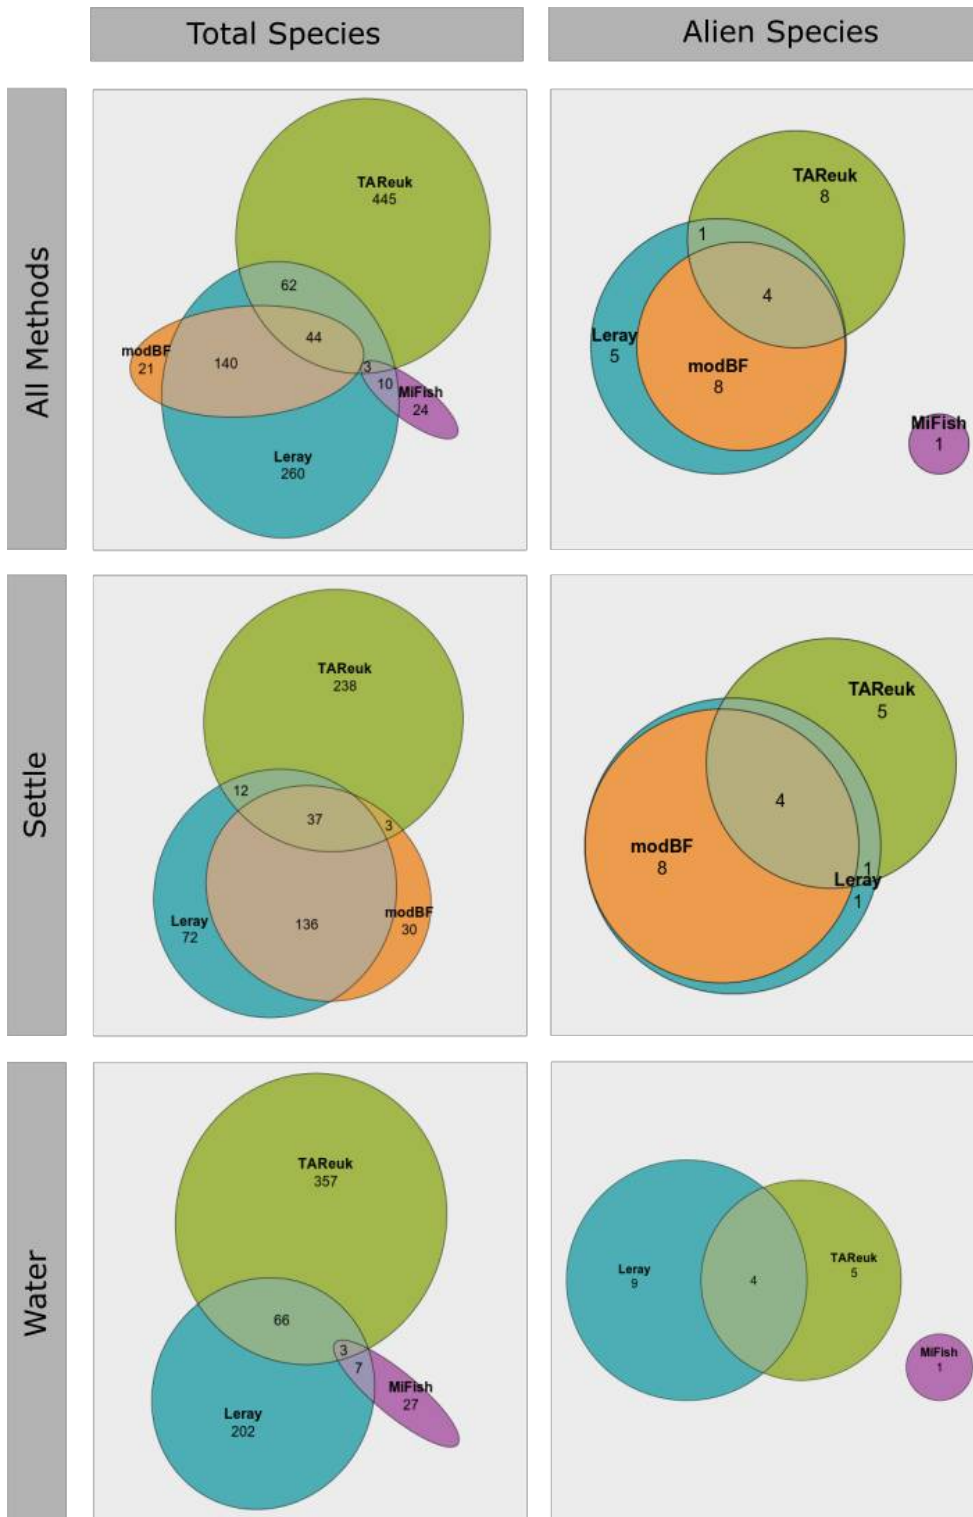 Total Species
Alien Species
All Methods
TAReuk
445
62
44
modBF
21
140
3
10
MiFish
24
Leray
260
TAReuk
8
1
4
Leray
5
modBF
8
MiFish
1
Settle
TAReuk
238
12
37
3
Leray
72
136
modBF
30
TAReuk
5
4
modBF
8
1
Leray
1
Water
TAReuk
357
66
3
7
MiFish
27
Leray
202
Leray
9
4
TAReuk
5
MiFish
1